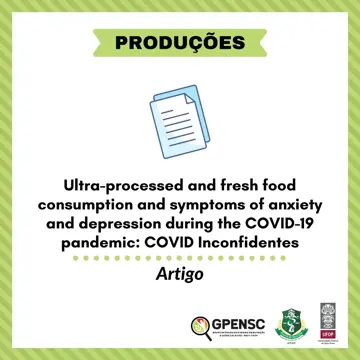 PRODUÇÕES
Ultra-processed and fresh food
consumption and symptoms of anxiety
and depression during the COVID-19
pandemic: COVID Inconfidentes
Artigo
GPENSC
UFOP